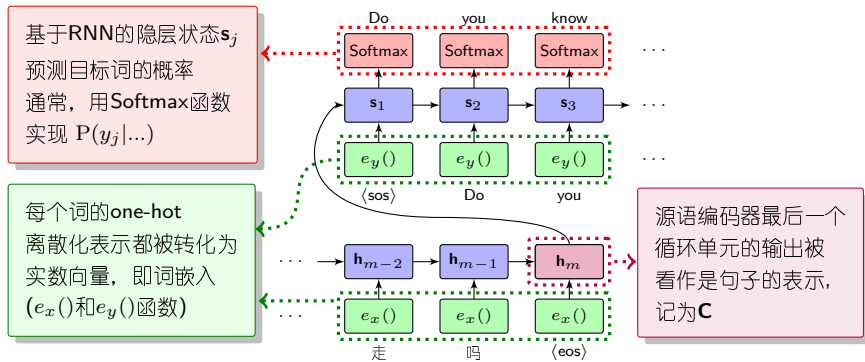 Do you know
基于RNN的隐层状态s_j
预测目标词的概率
通常，用Softmax函数
实现 P(y_j|...)
Softmax Softmax Softmax ···
s_1 s_2 s_3 ···
e_y() e_y() e_y() ···
⟨sos⟩ Do you
每个词的one-hot
离散化表示都被转化为
实数向量，即词嵌入
(e_x()和e_y()函数)
··· h_{m−2} h_{m−1} h_m
··· e_x() e_x() e_x()
走 吗 ⟨eos⟩
源语编码器最后一个
循环单元的输出被
看作是句子的表示，
记为C